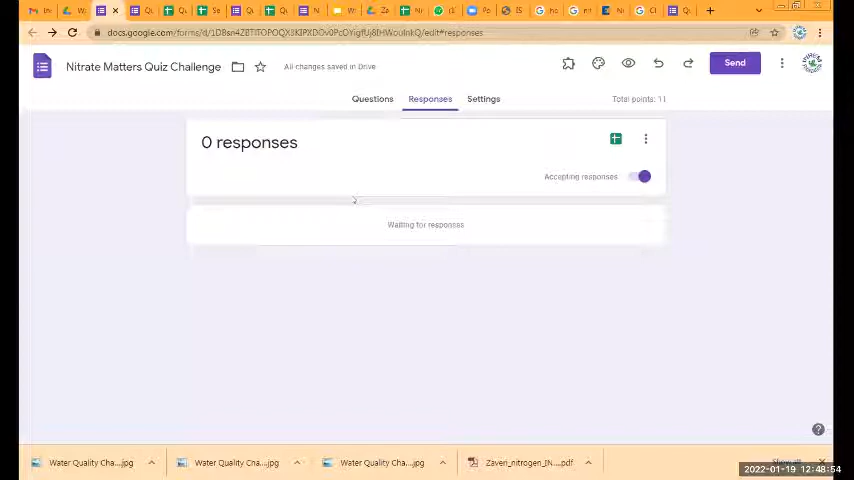 docs.google.com/forms/d/
/edit#responses
Nitrate Matters Quiz Challenge
All changes saved in Drive
Send
Questions
Responses
Settings
Total points: 11
0 responses
Accepting responses
Waiting for responses
Water Quality Cha....jpg
Water Quality Cha....jpg
Water Quality Cha....jpg
Zaveri_nitrogen_IN....pdf
Show all
2022-01-19 12:48:54